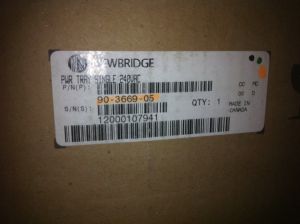 NEWBRIDGE
PWR TRAY SINGLE 240VAC
P/N(P):
90-3669-05
QTY: 1
S/N(S):
12000107941
MADE IN
CANADA